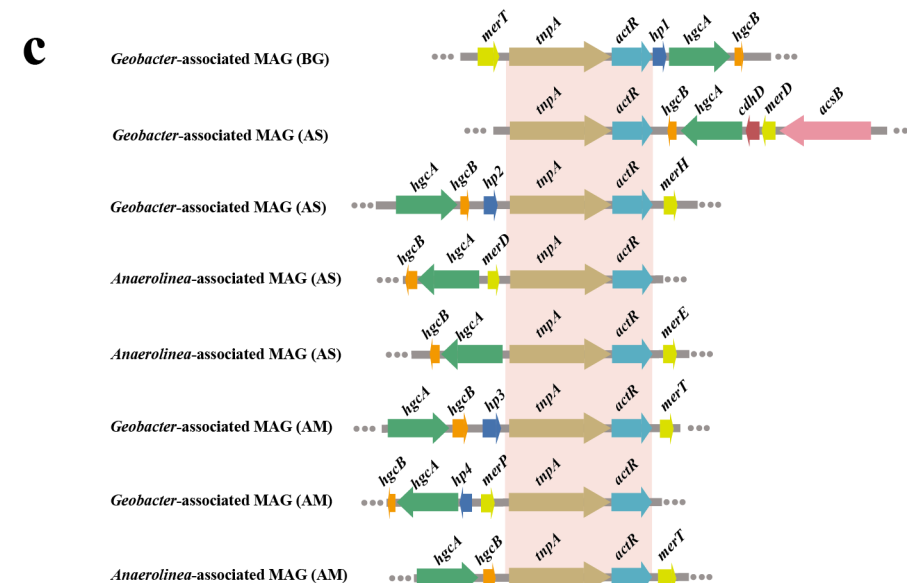 c
merT tnpA actR hp1 hgcA hgcB
Geobacter-associated MAG (BG)
tnpA actR hgcB hgcA cdhD merD acsB
Geobacter-associated MAG (AS)
hgcA hgcB hp2 tnpA actR merH
Geobacter-associated MAG (AS)
hgcB hgcA merD tnpA actR
Anaerolinea-associated MAG (AS)
hgcB hgcA tnpA actR merE
Anaerolinea-associated MAG (AS)
hgcA hgcB hp3 tnpA actR merT
Geobacter-associated MAG (AM)
hgcB hgcA hp4 merP tnpA actR
Geobacter-associated MAG (AM)
hgcA hgcB tnpA actR merT
Anaerolinea-associated MAG (AM)